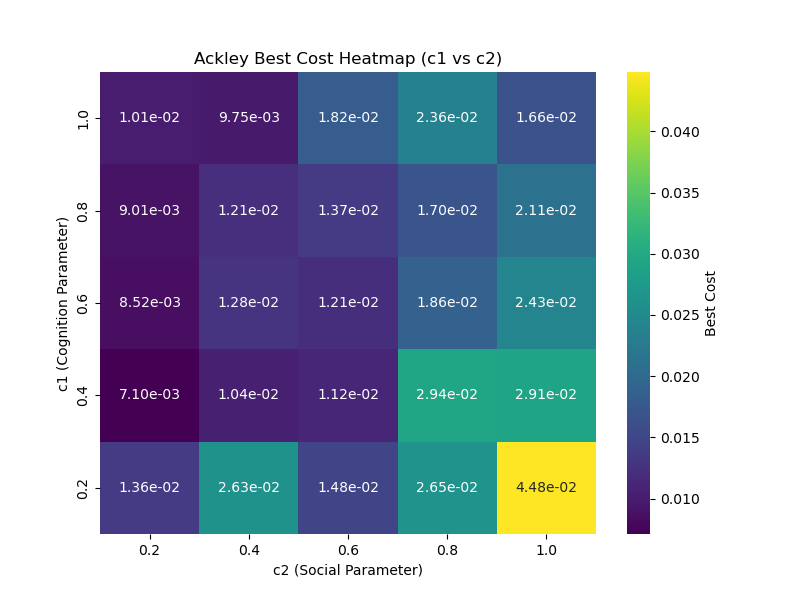 Ackley Best Cost Heatmap (c1 vs c2)
c1 (Cognition Parameter)
1.0
1.01e-02 9.75e-03 1.82e-02 2.36e-02 1.66e-02
0.8
9.01e-03 1.21e-02 1.37e-02 1.70e-02 2.11e-02
0.6
8.52e-03 1.28e-02 1.21e-02 1.86e-02 2.43e-02
0.4
7.10e-03 1.04e-02 1.12e-02 2.94e-02 2.91e-02
0.2
1.36e-02 2.63e-02 1.48e-02 2.65e-02 4.48e-02
0.2 0.4 0.6 0.8 1.0
c2 (Social Parameter)
0.040
0.035
0.030
0.025
0.020
0.015
0.010
Best Cost